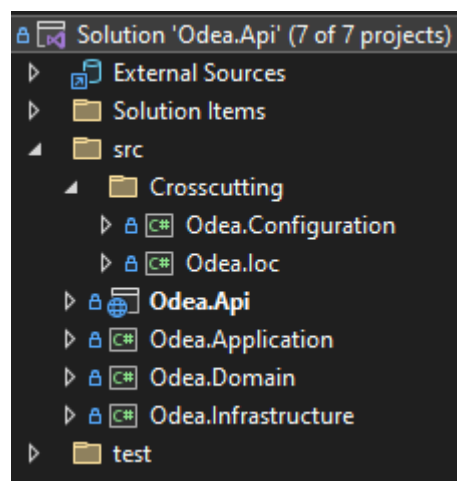 Solution 'Odea.Api' (7 of 7 projects)
External Sources
Solution Items
src
Crosscutting
C# Odea.Configuration
C# Odea.Ioc
Odea.Api
C# Odea.Application
C# Odea.Domain
C# Odea.Infrastructure
test